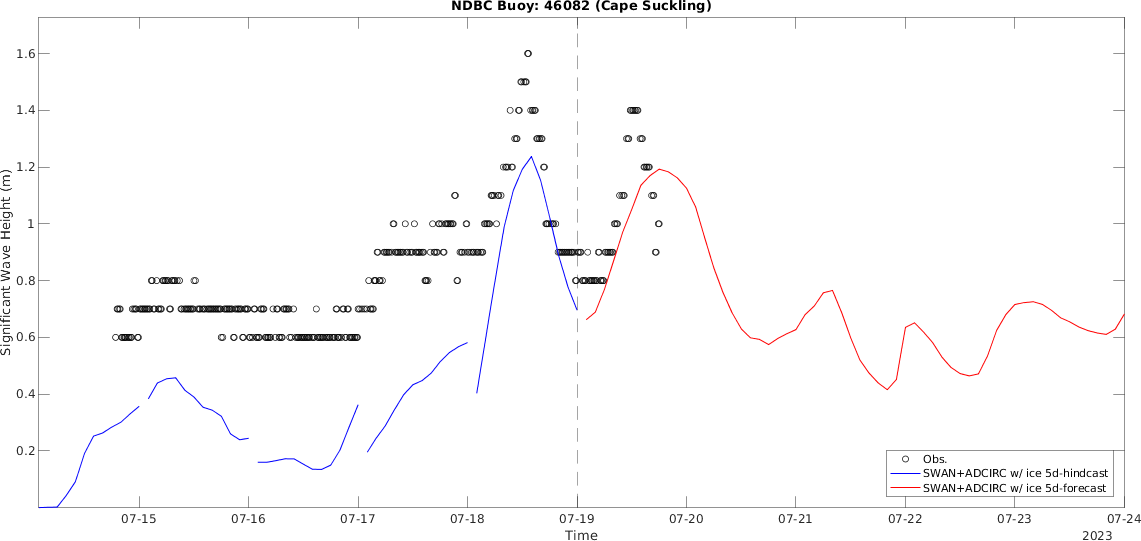 NDBC Buoy: 46082 (Cape Suckling)
Significant Wave Height (m)
1.6
1.4
1.2
1
0.8
0.6
0.4
0.2
Obs.
SWAN+ADCIRC w/ ice 5d-hindcast
SWAN+ADCIRC w/ ice 5d-forecast
07-15 07-16 07-17 07-18 07-19 07-20 07-21 07-22 07-23 07-24
Time
2023